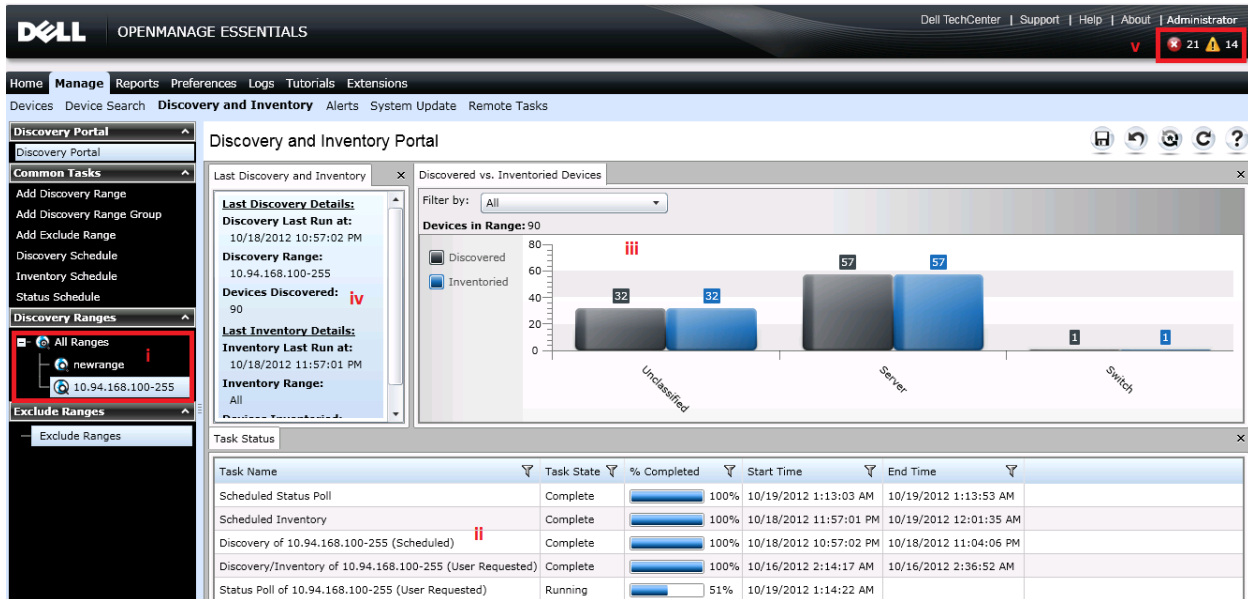 DELL OPENMANAGE ESSENTIALS
Dell TechCenter | Support | Help | About | Administrator
v 21 14
Home Manage Reports Preferences Logs Tutorials Extensions
Devices Device Search Discovery and Inventory Alerts System Update Remote Tasks
Discovery Portal
Discovery Portal
Common Tasks
Add Discovery Range
Add Discovery Range Group
Add Exclude Range
Discovery Schedule
Inventory Schedule
Status Schedule
Discovery Ranges
All Ranges
i
newrange
10.94.168.100-255
Exclude Ranges
Exclude Ranges
Discovery and Inventory Portal
?
Last Discovery and Inventory x
Last Discovery Details:
Discovery Last Run at:
10/18/2012 10:57:02 PM
Discovery Range:
10.94.168.100-255
Devices Discovered:
iv
90
Last Inventory Details:
Inventory Last Run at:
10/18/2012 11:57:01 PM
Inventory Range:
All
Devices Inventoried:
Discovered vs. Inventoried Devices x
Filter by: All
Devices in Range: 90
Discovered
Inventoried
iii
80
60
40
20
0
32 32
57 57
1 1
Unclassified
Server
Switch
Task Status x
Task Name Task State % Completed Start Time End Time
Scheduled Status Poll Complete 100% 10/19/2012 1:13:03 AM 10/19/2012 1:13:53 AM
Scheduled Inventory Complete 100% 10/18/2012 11:57:01 PM 10/19/2012 12:01:35 AM
ii
Discovery of 10.94.168.100-255 (Scheduled) Complete 100% 10/18/2012 10:57:02 PM 10/18/2012 11:04:06 PM
Discovery/Inventory of 10.94.168.100-255 (User Requested) Complete 100% 10/16/2012 2:14:17 AM 10/16/2012 2:36:52 AM
Status Poll of 10.94.168.100-255 (User Requested) Running 51% 10/19/2012 1:14:22 AM